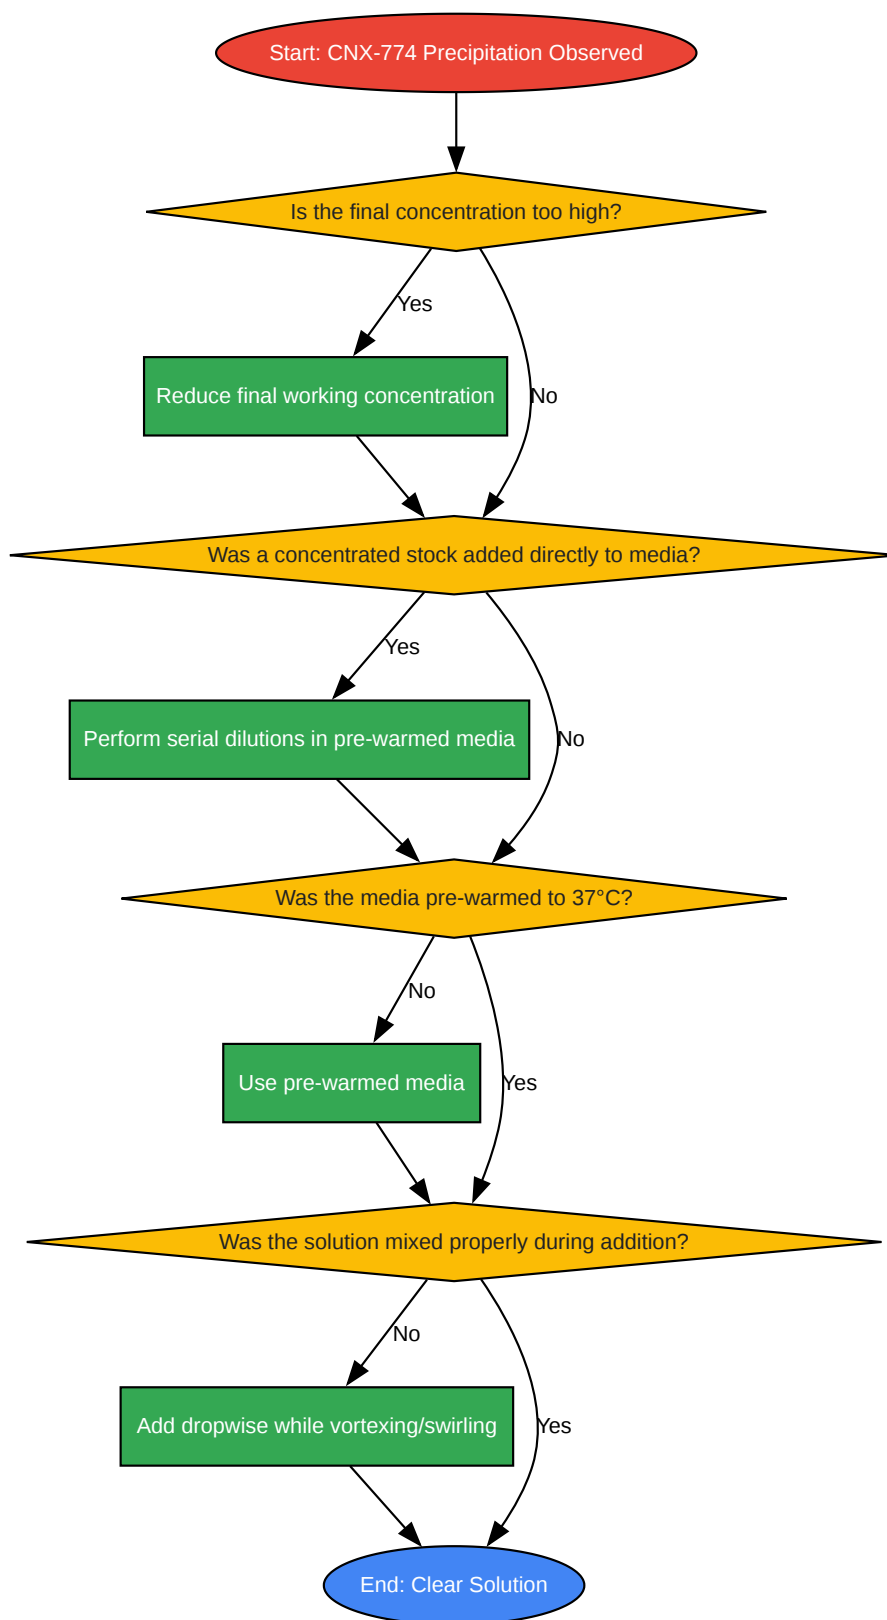 Start: CNX-774 Precipitation Observed
Is the final concentration too high?
Yes
Reduce final working concentration
No
Was a concentrated stock added directly to media?
Yes
Perform serial dilutions in pre-warmed media
No
Was the media pre-warmed to 37°C?
No
Use pre-warmed media
Yes
Was the solution mixed properly during addition?
No
Add dropwise while vortexing/swirling
Yes
End: Clear Solution